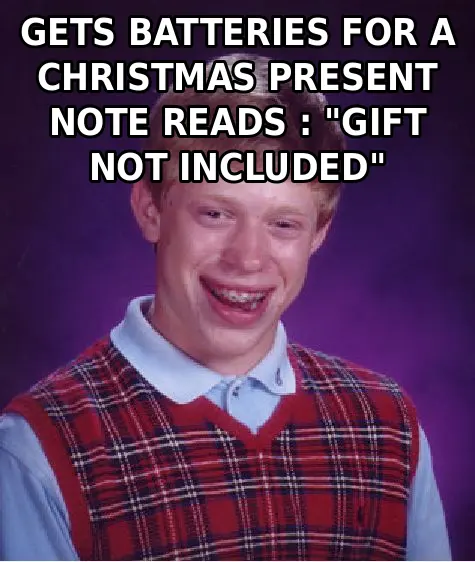 GETS BATTERIES FOR A
CHRISTMAS PRESENT
NOTE READS : "GIFT
NOT INCLUDED"